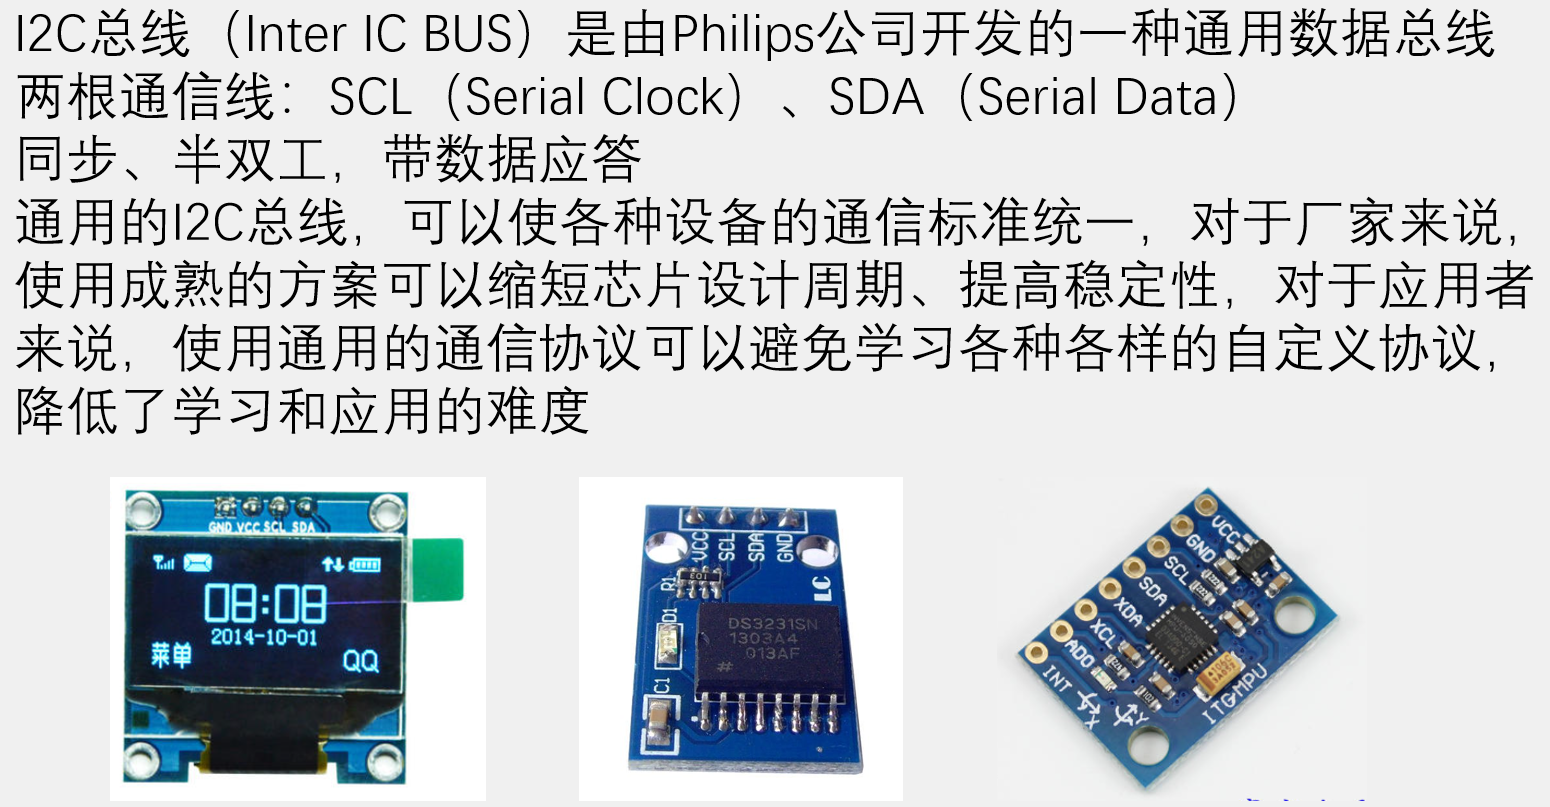 I2C总线（Inter IC BUS）是由Philips公司开发的一种通用数据总线
两根通信线：SCL（Serial Clock）、SDA（Serial Data）
同步、半双工，带数据应答
通用的I2C总线，可以使各种设备的通信标准统一，对于厂家来说，
使用成熟的方案可以缩短芯片设计周期、提高稳定性，对于应用者
来说，使用通用的通信协议可以避免学习各种各样的自定义协议，
降低了学习和应用的难度
GND VCC SCL SDA
08:08
2014-10-01
菜单 QQ
VCC
SCL
SDA
GND
R1
103
LC
D1
DS3231SN
1303A4
013AF
#
C1
VCC
GND
SCL
SDA
XDA
XCL
ADO
INT
X
Y
ITG/MPU